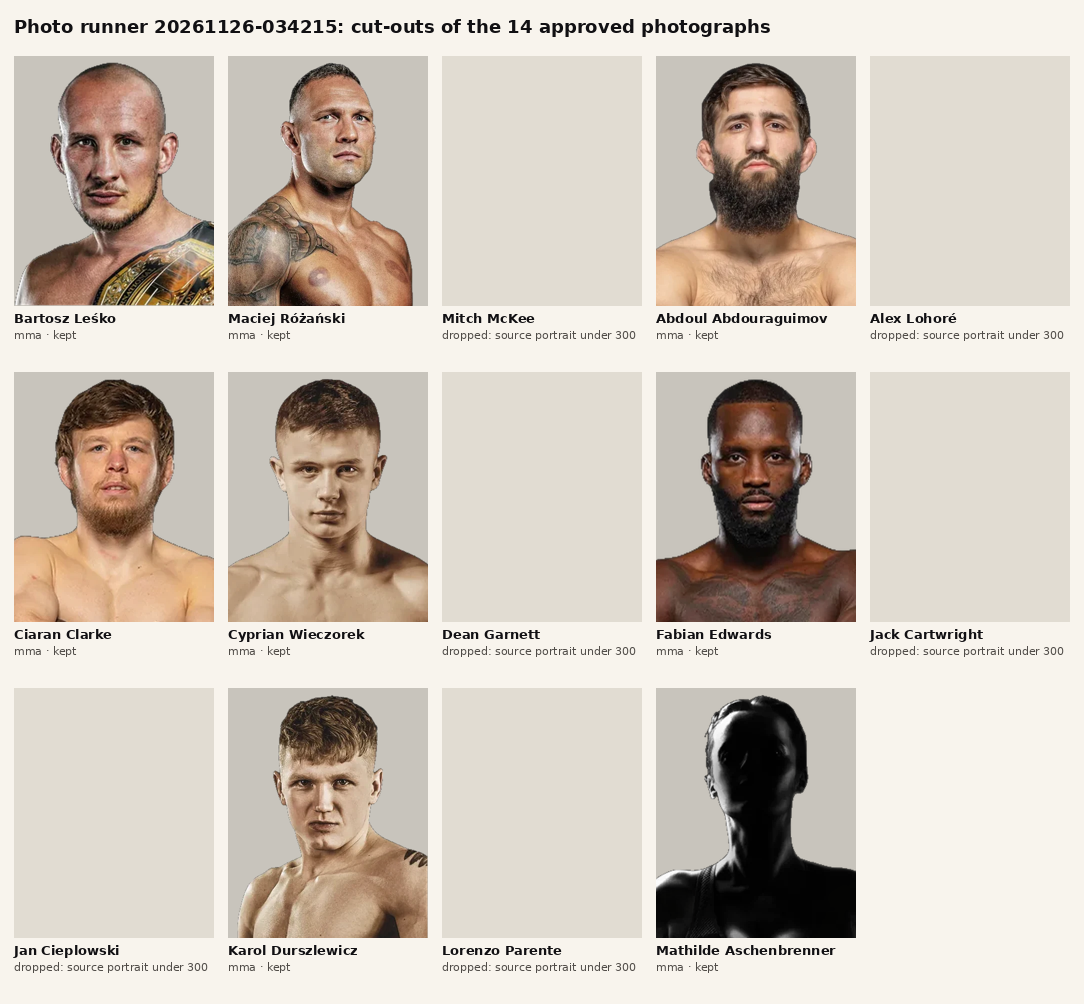 Photo runner 20261126-034215: cut-outs of the 14 approved photographs
Bartosz Leśko
mma · kept
Maciej Różański
mma · kept
Mitch McKee
dropped: source portrait under 300
Abdoul Abdouraguimov
mma · kept
Alex Lohoré
dropped: source portrait under 300
Ciaran Clarke
mma · kept
Cyprian Wieczorek
mma · kept
Dean Garnett
dropped: source portrait under 300
Fabian Edwards
mma · kept
Jack Cartwright
dropped: source portrait under 300
Jan Cieplowski
dropped: source portrait under 300
Karol Durszlewicz
mma · kept
Lorenzo Parente
dropped: source portrait under 300
Mathilde Aschenbrenner
mma · kept